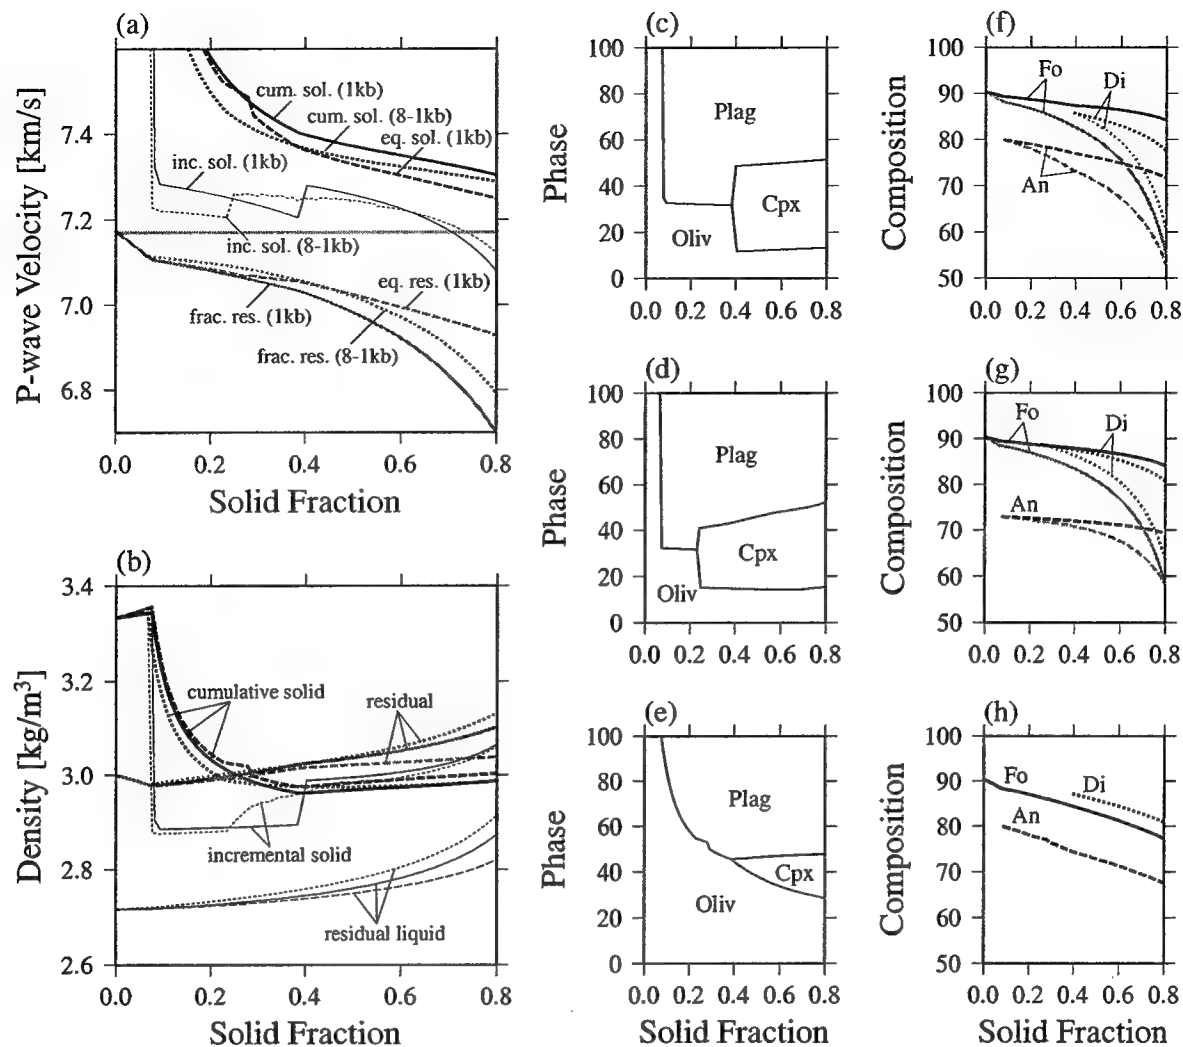 (a)
P-wave Velocity [km/s]
7.4
7.2
7.0
6.8
cum. sol. (1kb)
cum. sol. (8-1kb)
eq. sol. (1kb)
inc. sol. (1kb)
inc. sol. (8-1kb)
eq. res. (1kb)
frac. res. (1kb)
frac. res. (8-1kb)
0.0 0.2 0.4 0.6 0.8
Solid Fraction
(b)
Density [kg/m³]
3.4
3.2
3.0
2.8
2.6
cumulative solid
residual
incremental solid
residual liquid
0.0 0.2 0.4 0.6 0.8
Solid Fraction
(c)
Phase
100
80
60
40
20
0
Plag
Cpx
Oliv
0.0 0.2 0.4 0.6 0.8
(d)
Phase
100
80
60
40
20
0
Plag
Cpx
Oliv
0.0 0.2 0.4 0.6 0.8
(e)
Phase
100
80
60
40
20
0
Plag
Cpx
Oliv
0.0 0.2 0.4 0.6 0.8
Solid Fraction
(f)
Composition
100
90
80
70
60
50
Fo
Di
An
0.0 0.2 0.4 0.6 0.8
(g)
Composition
100
90
80
70
60
50
Fo
Di
An
0.0 0.2 0.4 0.6 0.8
(h)
Composition
100
90
80
70
60
50
Fo
Di
An
0.0 0.2 0.4 0.6 0.8
Solid Fraction